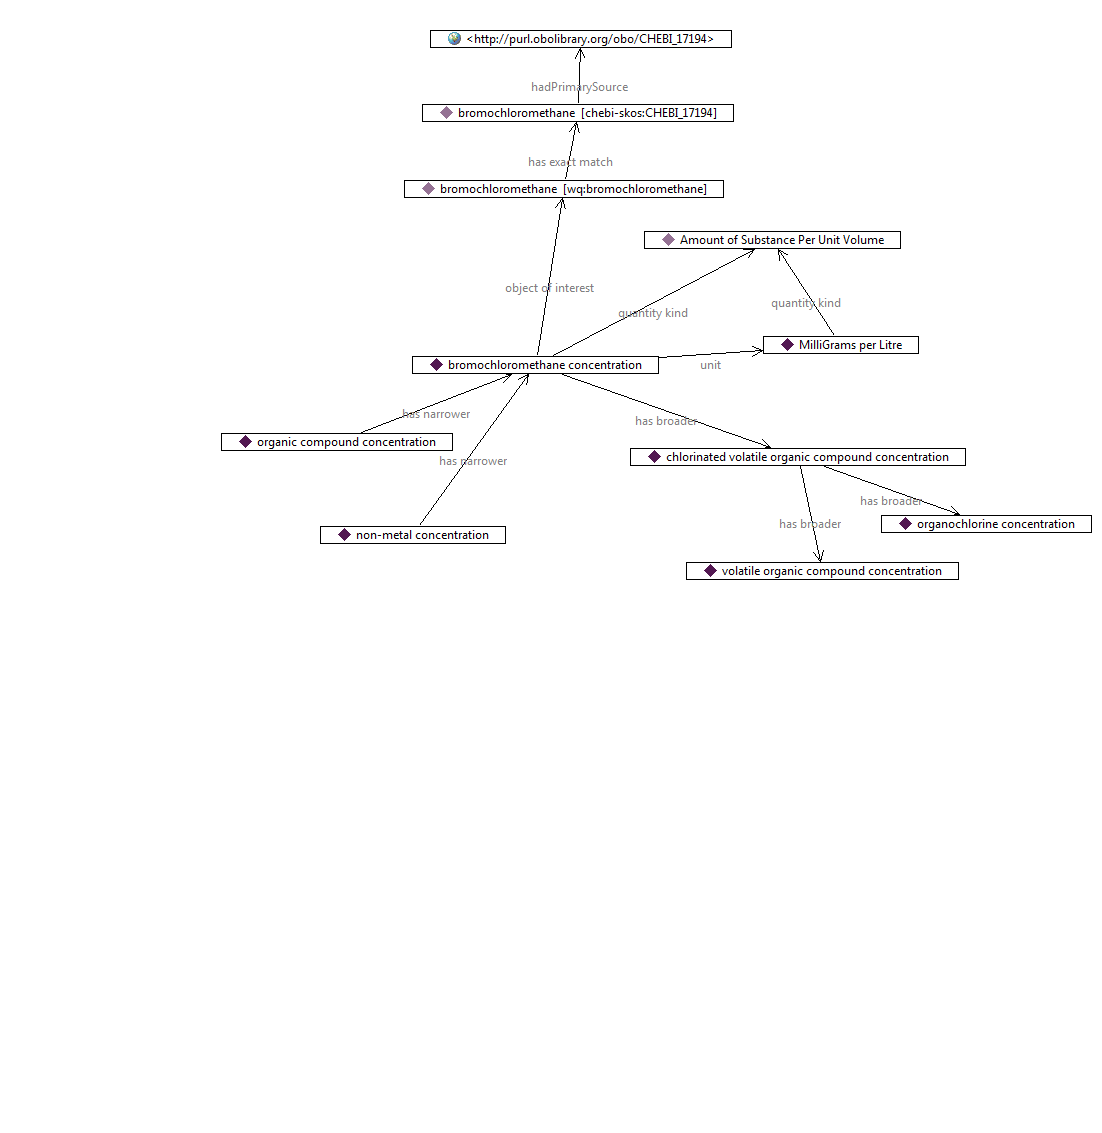 <http://purl.obolibrary.org/obo/CHEBI_17194>
hadPrimarySource
bromochloromethane [chebi-skos:CHEBI_17194]
has exact match
bromochloromethane [wq:bromochloromethane]
Amount of Substance Per Unit Volume
object of interest
quantity kind
quantity kind
MilliGrams per Litre
bromochloromethane concentration
unit
has narrower
has broader
organic compound concentration
chlorinated volatile organic compound concentration
has narrower
has broader
has broader
organochlorine concentration
non-metal concentration
volatile organic compound concentration